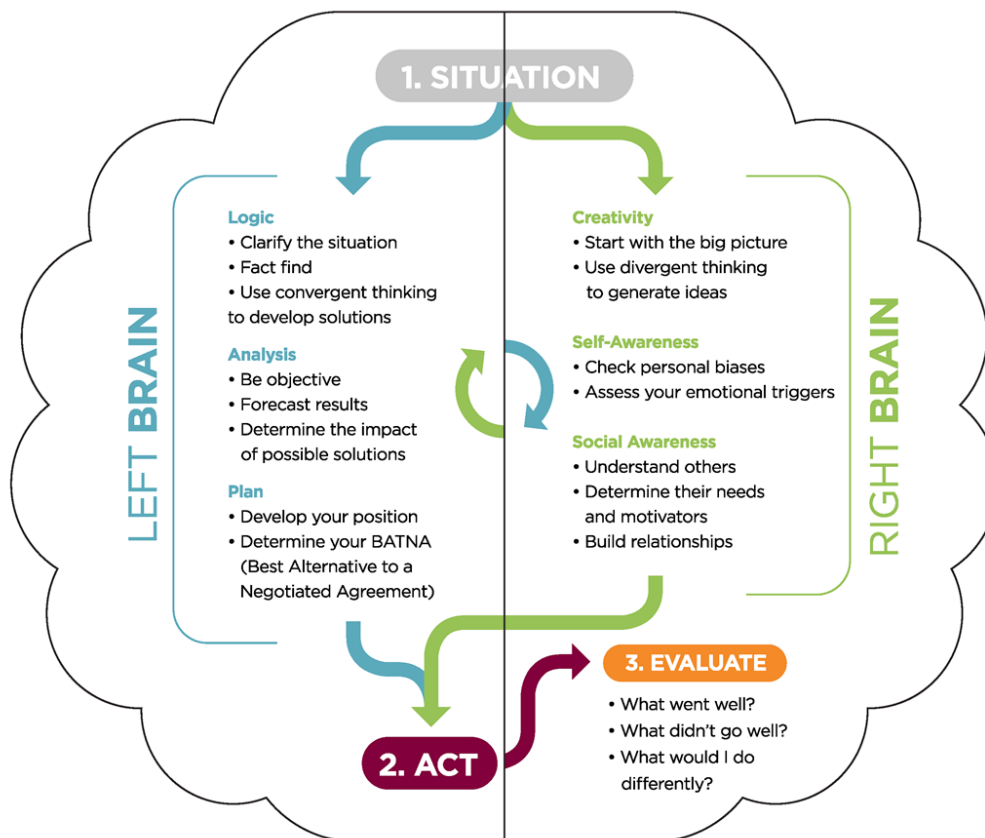 1. SITUATION
LEFT BRAIN
Logic
• Clarify the situation
• Fact find
• Use convergent thinking
to develop solutions
Analysis
• Be objective
• Forecast results
• Determine the impact
of possible solutions
Plan
• Develop your position
• Determine your BATNA
(Best Alternative to a
Negotiated Agreement)
Creativity
• Start with the big picture
• Use divergent thinking
to generate ideas
Self-Awareness
• Check personal biases
• Assess your emotional triggers
Social Awareness
• Understand others
• Determine their needs
and motivators
• Build relationships
RIGHT BRAIN
2. ACT
3. EVALUATE
• What went well?
• What didn't go well?
• What would I do
differently?